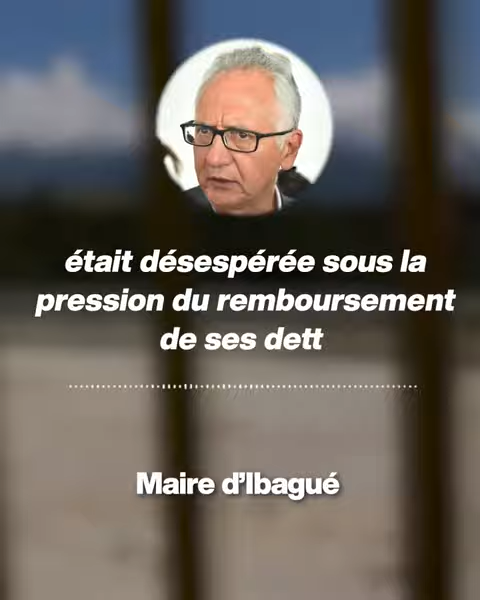 était désespérée sous la
pression du remboursement
de ses dett
Maire d'Ibagué